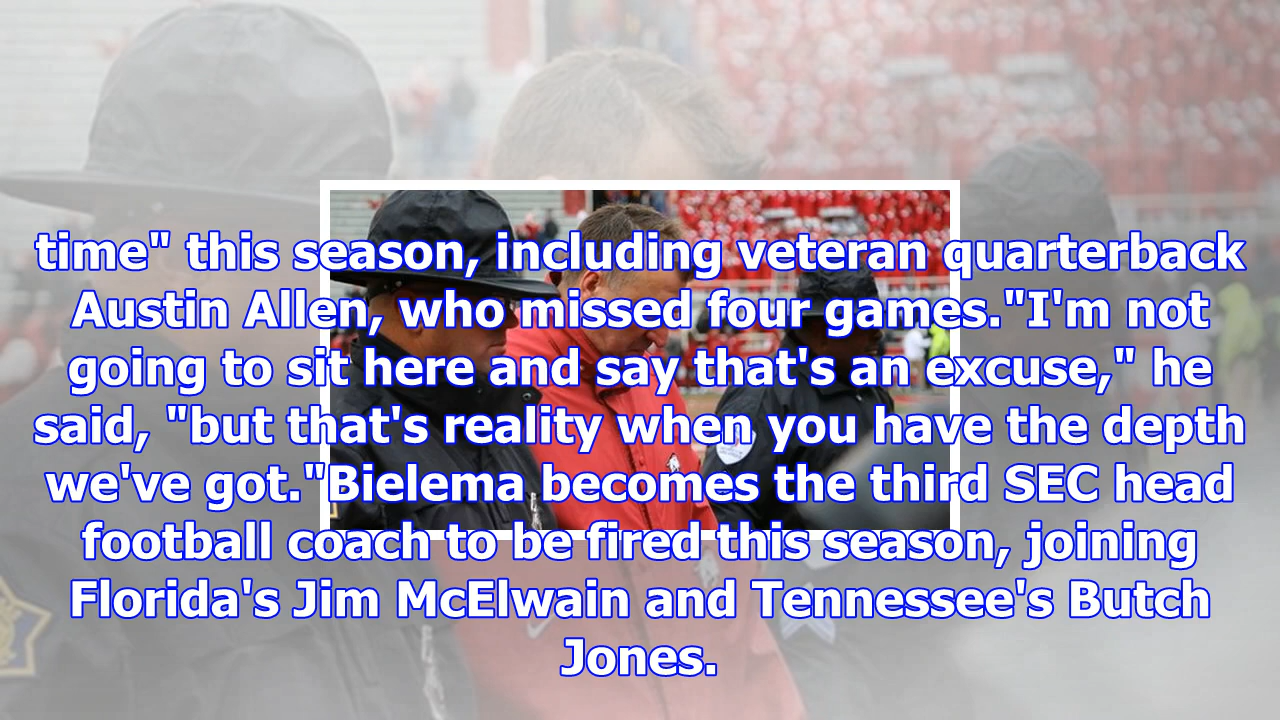 time" this season, including veteran quarterback
Austin Allen, who missed four games."I'm not
going to sit here and say that's an excuse," he
said, "but that's reality when you have the depth
we've got."Bielema becomes the third SEC head
football coach to be fired this season, joining
Florida's Jim McElwain and Tennessee's Butch
Jones.